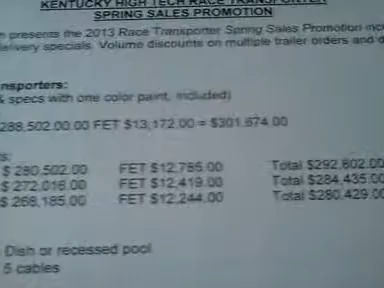 KENTUCKY HIGH TECH RACE TRANSPORTER
SPRING SALES PROMOTION
presents the 2013 Race Transporter Spring Sales Promotion
delivery specials. Volume discounts on multiple trailer orders and
nsporters:
& specs with one color paint, included)
288,502.00.00 FET $13,172.00 = $301,674.00
s:
$ 280,502.00 FET $12,785.00 Total $292,802.00
$ 272,016.00 FET $12,419.00 Total $284,435.00
$ 268,185.00 FET $12,244.00 Total $280,429.00
Dish or recessed pool
5 cables